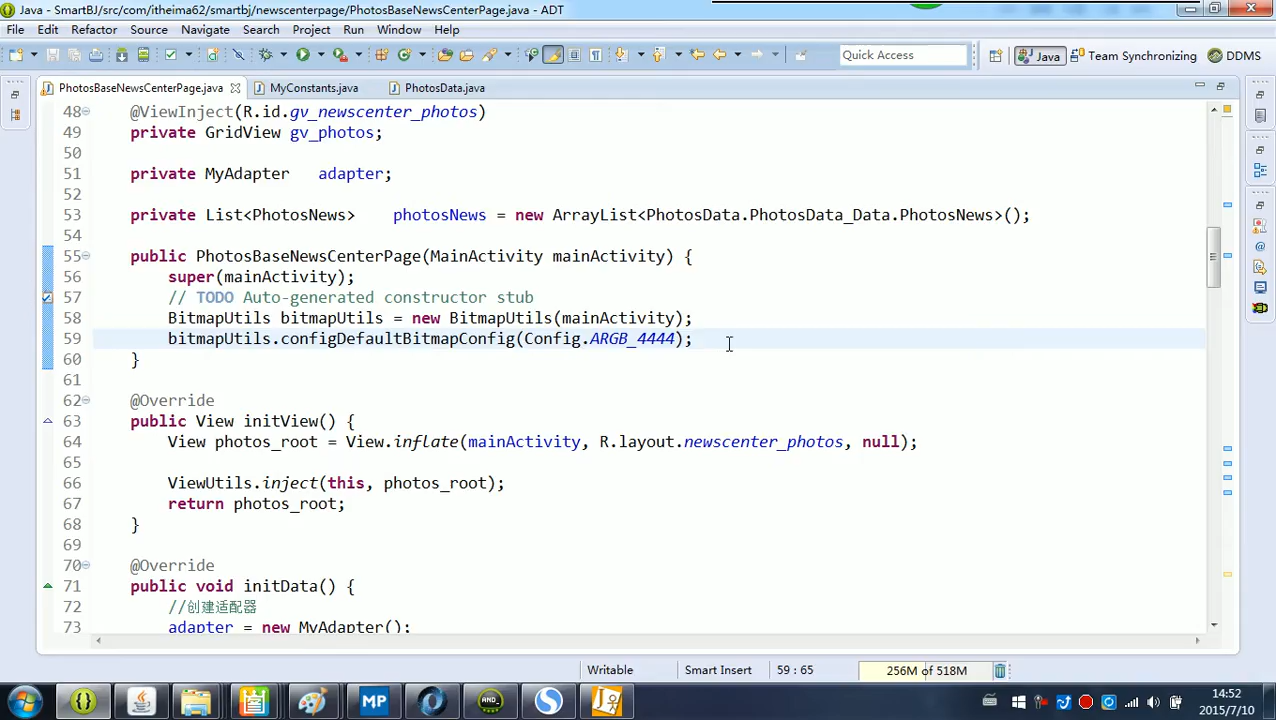 Java - SmartBJ/src/com/itheima62/smartbj/newscenterpage/PhotosBaseNewsCenterPage.java - ADT
File Edit Refactor Source Navigate Search Project Run Window Help
Quick Access Java Team Synchronizing DDMS
PhotosBaseNewsCenterPage.java MyConstants.java PhotosData.java
48 @ViewInject(R.id.gv_newscenter_photos)
49 private GridView gv_photos;
50
51 private MyAdapter adapter;
52
53 private List<PhotosNews> photosNews = new ArrayList<PhotosData.PhotosData_Data.PhotosNews>();
54
55 public PhotosBaseNewsCenterPage(MainActivity mainActivity) {
56 super(mainActivity);
57 // TODO Auto-generated constructor stub
58 BitmapUtils bitmapUtils = new BitmapUtils(mainActivity);
59 bitmapUtils.configDefaultBitmapConfig(Config.ARGB_4444);
60 }
61
62 @Override
63 public View initView() {
64 View photos_root = View.inflate(mainActivity, R.layout.newscenter_photos, null);
65
66 ViewUtils.inject(this, photos_root);
67 return photos_root;
68 }
69
70 @Override
71 public void initData() {
72 //创建适配器
73 adapter = new MyAdapter();
Writable Smart Insert 59 : 65 256M of 518M
MP AND_
14:52
2015/7/10